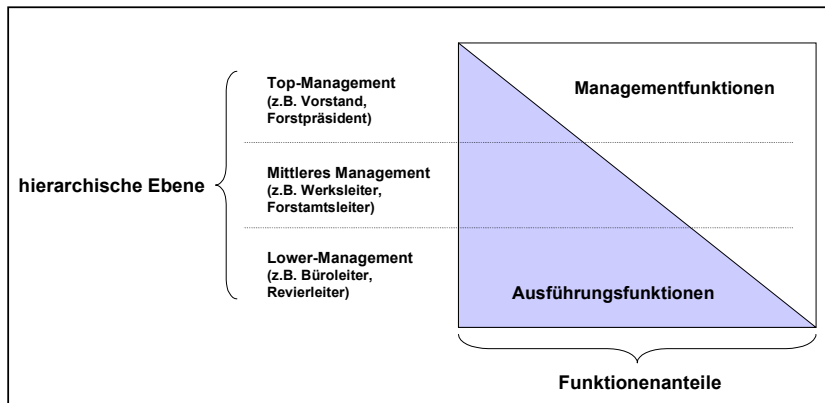 hierarchische Ebene
Top-Management
(z.B. Vorstand,
Forstpräsident)
Mittleres Management
(z.B. Werksleiter,
Forstamtsleiter)
Lower-Management
(z.B. Büroleiter,
Revierleiter)
Managementfunktionen
Ausführungsfunktionen
Funktionenanteile